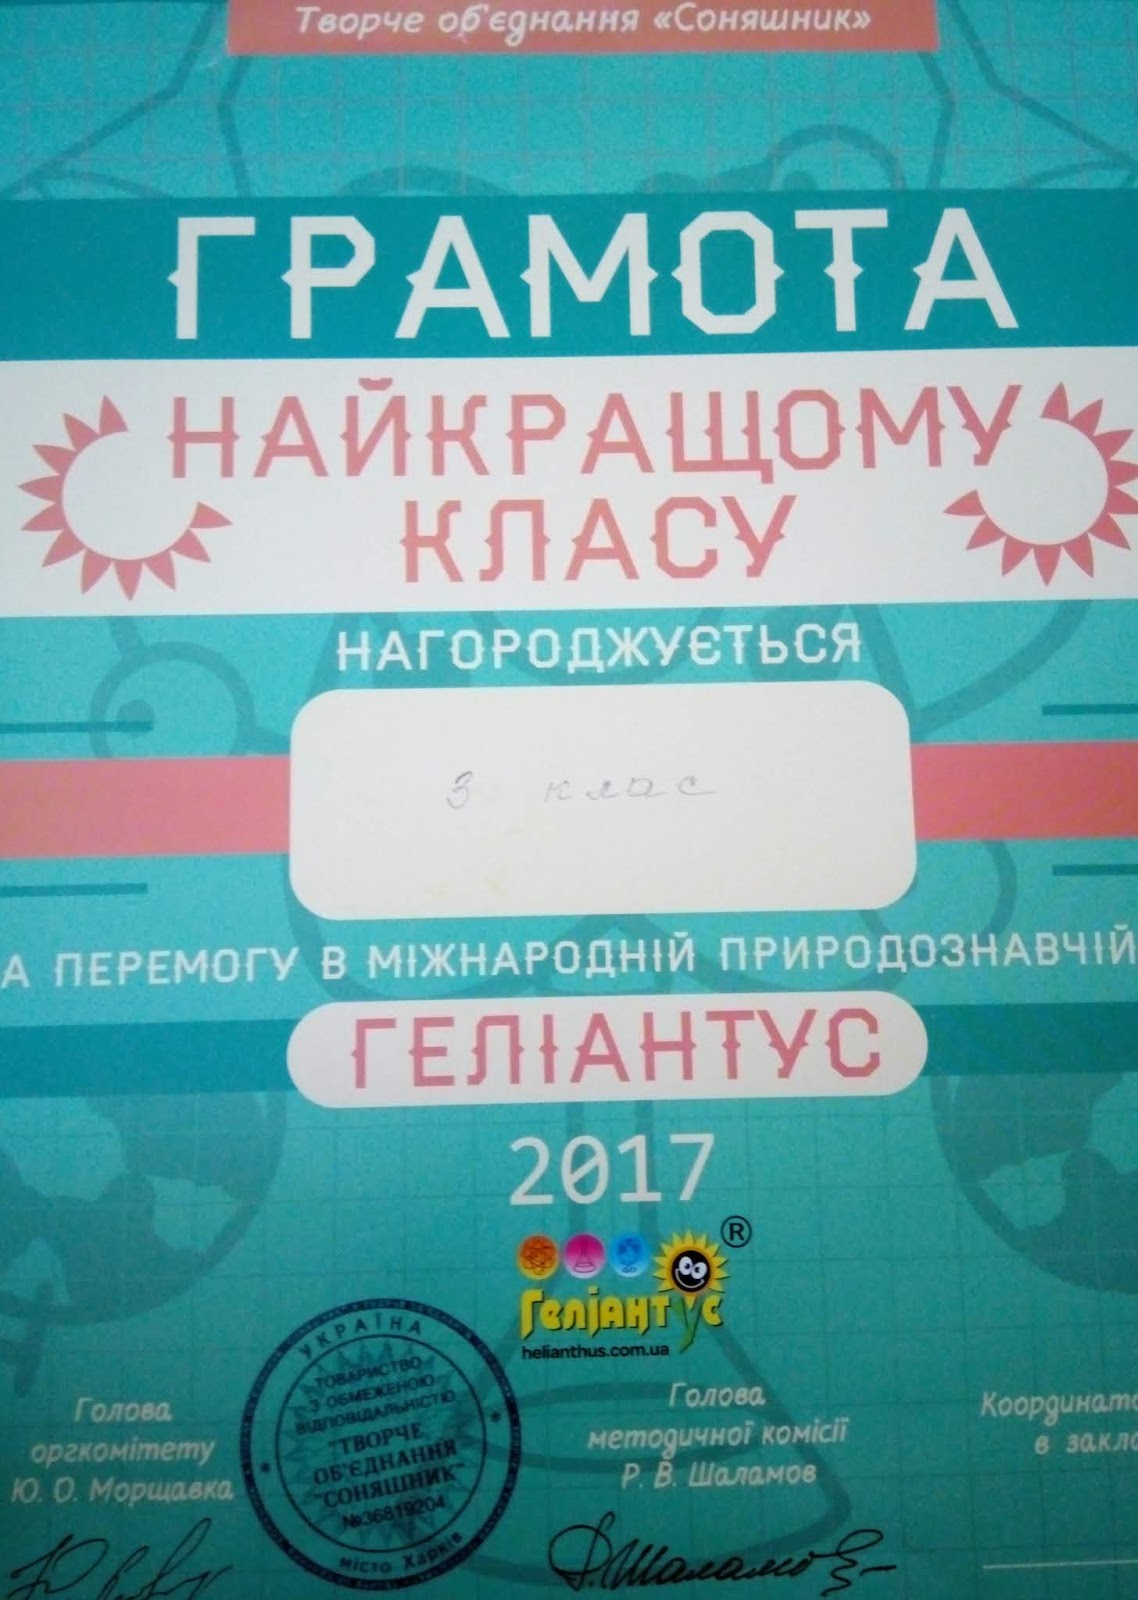 Творче об'єднання «Соняшник»
ГРАМОТА
НАЙКРАЩОМУ
КЛАСУ
НАГОРОДЖУЄТЬСЯ
3 клас
А ПЕРЕМОГУ В МІЖНАРОДНІЙ ПРИРОДОЗНАВЧІЙ
ГЕЛІАНТУС
2017
®
Геліантус
helianthus.com.ua
УКРАЇНА
ТОВАРИСТВО
З ОБМЕЖЕНОЮ
ВІДПОВІДАЛЬНІСТЮ
"ТВОРЧЕ
ОБ'ЄДНАННЯ
"СОНЯШНИК"
№36819204
місто Харків
Голова
оргкомітету
Ю. О. Морщавка
Голова
методичної комісії
Р. В. Шаламов
Координато
в закла